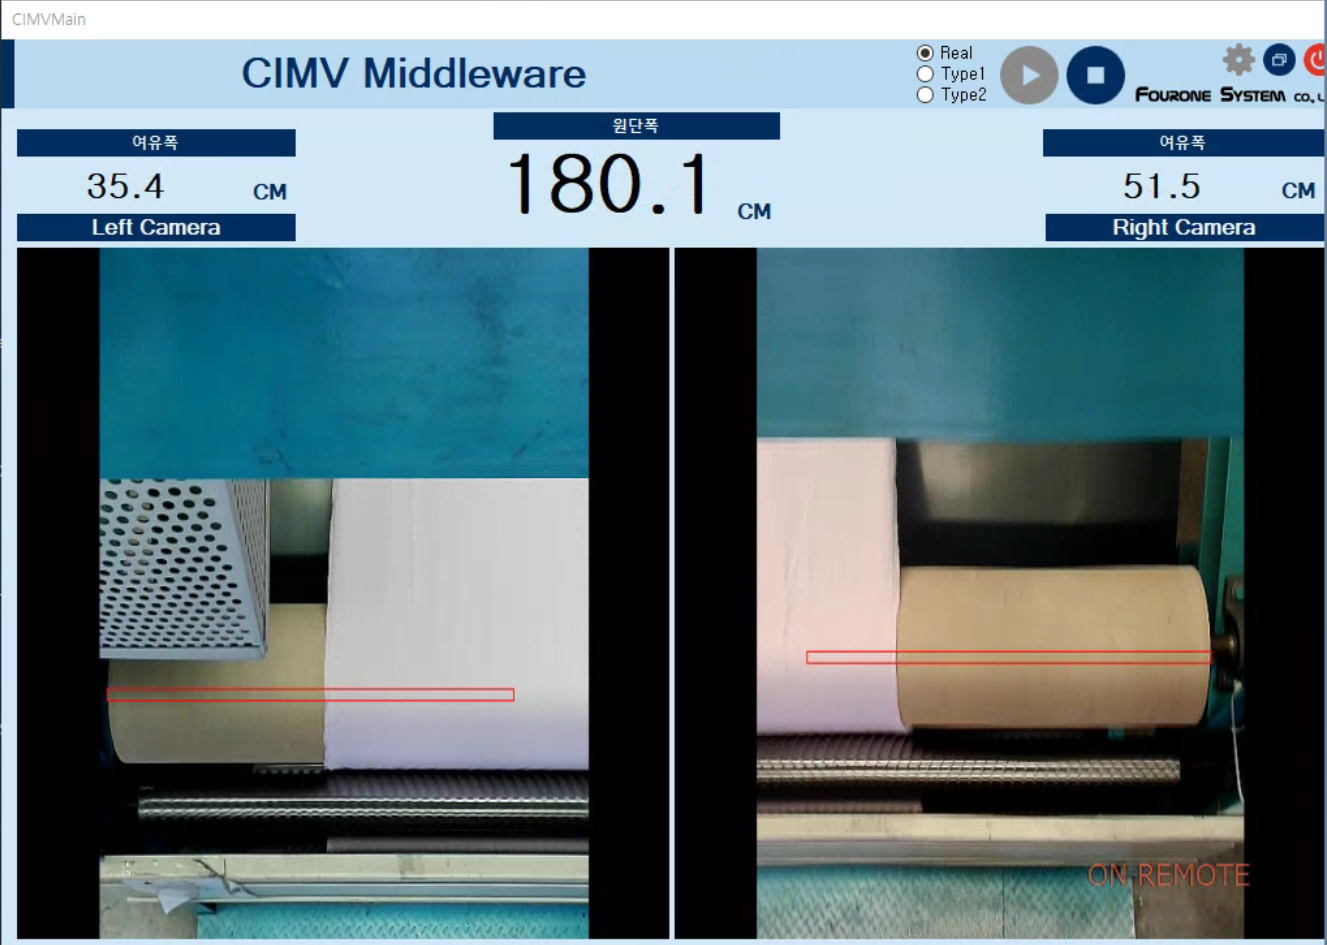 CIMVMain
CIMV Middleware
Real
Type1
Type2
FOURONE SYSTEM CO., L
여유폭
35.4 CM
Left Camera
원단폭
180.1 CM
여유폭
51.5 CM
Right Camera
ON REMOTE